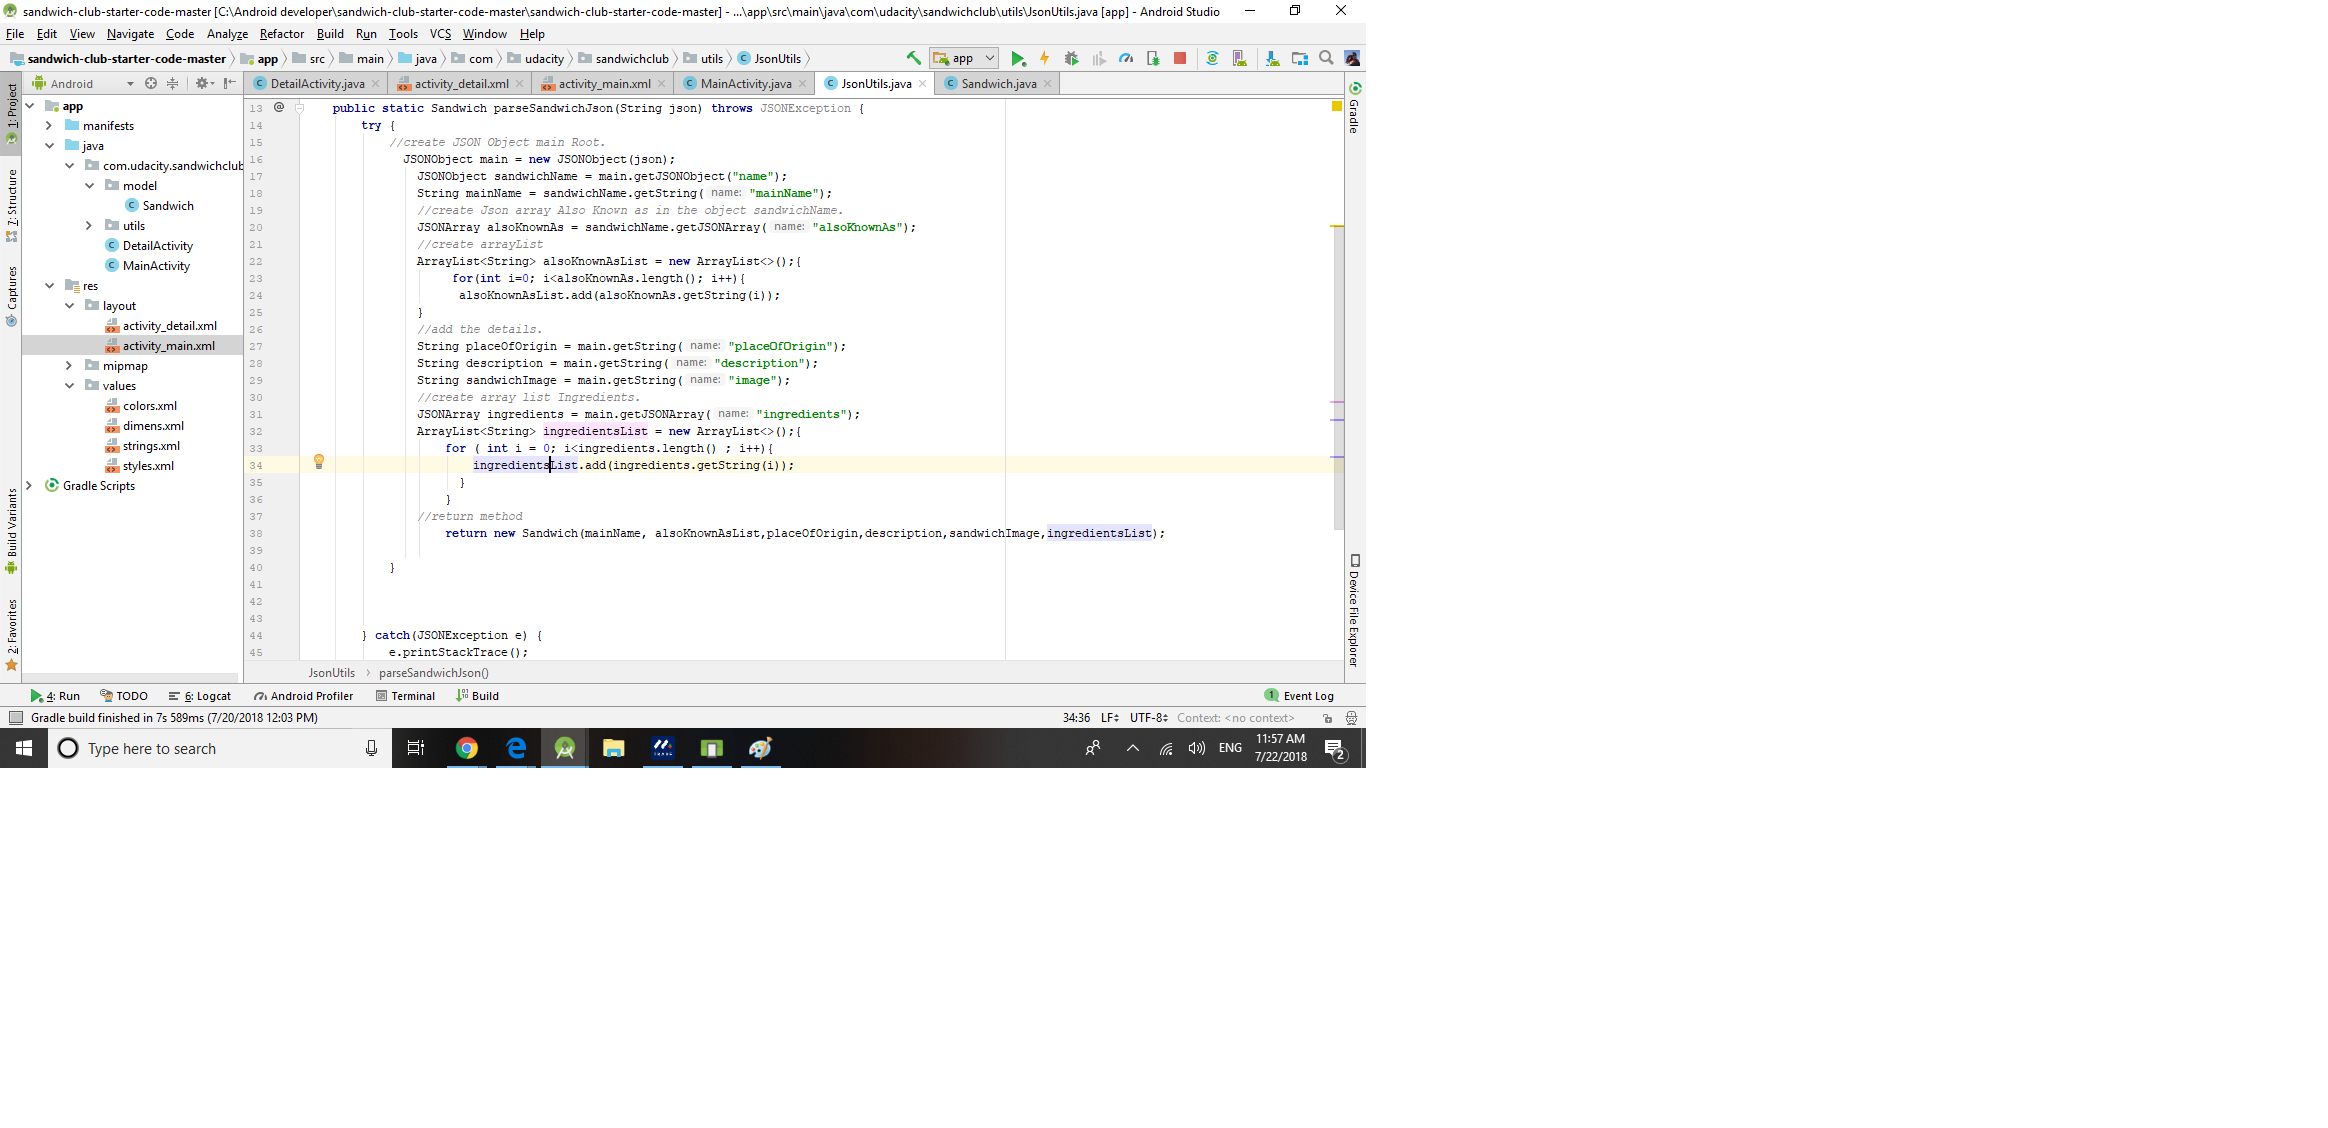 sandwich-club-starter-code-master [C:\Android developer\sandwich-club-starter-code-master\sandwich-club-starter-code-master] - ...\app\src\main\java\com\udacity\sandwichclub\utils\JsonUtils.java [app] - Android Studio
File Edit View Navigate Code Analyze Refactor Build Run Tools VCS Window Help
sandwich-club-starter-code-master app src main java com udacity sandwichclub utils JsonUtils app
Android DetailActivity.java activity_detail.xml activity_main.xml MainActivity.java JsonUtils.java Sandwich.java
1: Project
7: Structure
Captures
Build Variants
2: Favorites
app
manifests
java
com.udacity.sandwichclub
model
Sandwich
utils
DetailActivity
MainActivity
res
layout
activity_detail.xml
activity_main.xml
mipmap
values
colors.xml
dimens.xml
strings.xml
styles.xml
Gradle Scripts
13 @ public static Sandwich parseSandwichJson(String json) throws JSONException {
14 try {
15 //create JSON Object main Root.
16 JSONObject main = new JSONObject(json);
17 JSONObject sandwichName = main.getJSONObject("name");
18 String mainName = sandwichName.getString( name: "mainName");
19 //create Json array Also Known as in the object sandwichName.
20 JSONArray alsoKnownAs = sandwichName.getJSONArray( name: "alsoKnownAs");
21 //create arrayList
22 ArrayList<String> alsoKnownAsList = new ArrayList<>();{
23 for(int i=0; i<alsoKnownAs.length(); i++){
24 alsoKnownAsList.add(alsoKnownAs.getString(i));
25 }
26 //add the details.
27 String placeOfOrigin = main.getString( name: "placeOfOrigin");
28 String description = main.getString( name: "description");
29 String sandwichImage = main.getString( name: "image");
30 //create array list Ingredients.
31 JSONArray ingredients = main.getJSONArray( name: "ingredients");
32 ArrayList<String> ingredientsList = new ArrayList<>();{
33 for ( int i = 0; i<ingredients.length() ; i++){
34 ingredientsList.add(ingredients.getString(i));
35 }
36 }
37 //return method
38 return new Sandwich(mainName, alsoKnownAsList,placeOfOrigin,description,sandwichImage,ingredientsList);
39
40 }
41
42
43
44 } catch(JSONException e) {
45 e.printStackTrace();
JsonUtils parseSandwichJson()
Gradle
Device File Explorer
4: Run TODO 6: Logcat Android Profiler Terminal Build 1 Event Log
Gradle build finished in 7s 589ms (7/20/2018 12:03 PM) 34:36 LF UTF-8 Context: <no context>
Type here to search ENG 11:57 AM
7/22/2018 2